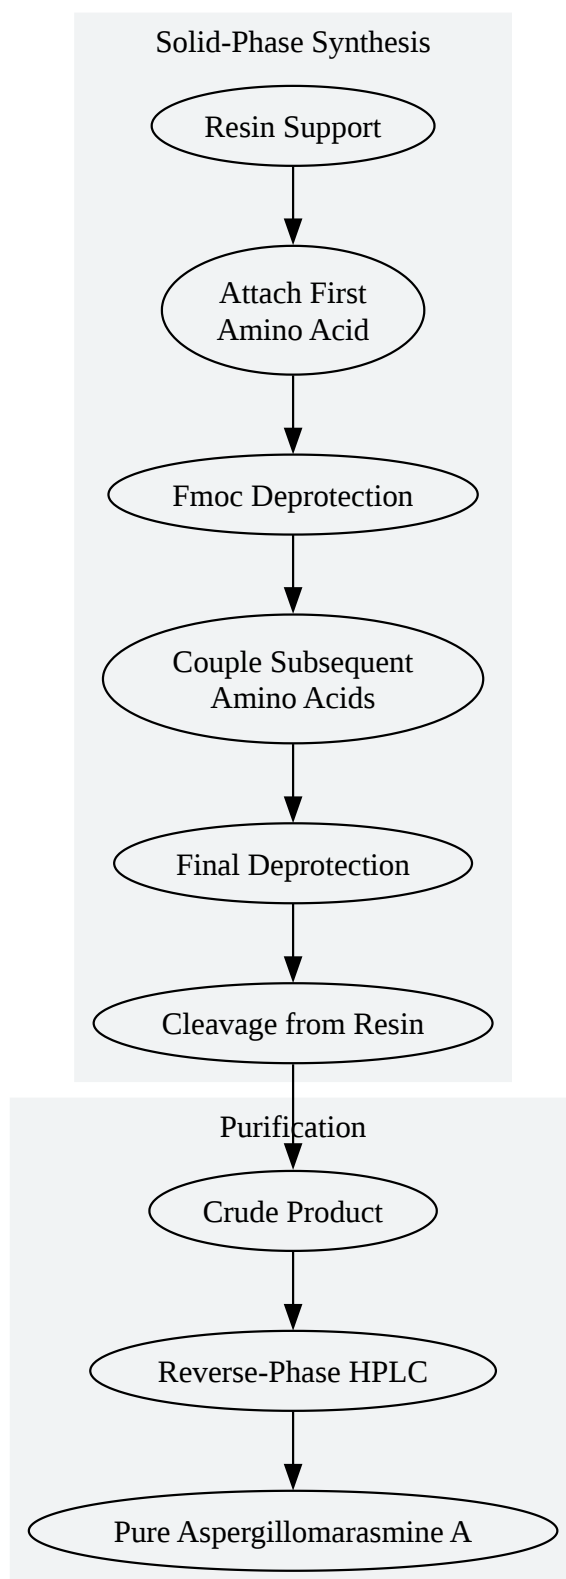 Solid-Phase Synthesis
Resin Support
Attach First
Amino Acid
Fmoc Deprotection
Couple Subsequent
Amino Acids
Final Deprotection
Cleavage from Resin
Purification
Crude Product
Reverse-Phase HPLC
Pure Aspergillomarasmine A